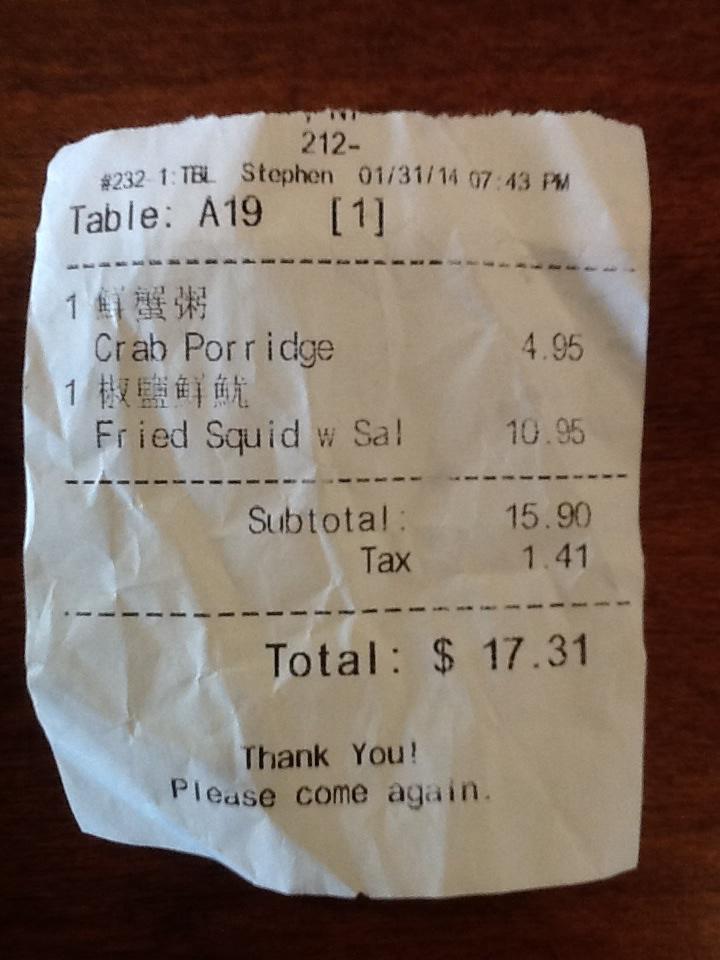 212-
#232-1:TBL Stephen 01/31/14 07:43 PM
Table: A19 [1]
1 鮮蟹粥
Crab Porridge 4.95
1 椒鹽鮮魷
Fried Squid w Sal 10.95
Subtotal: 15.90
Tax 1.41
Total: $ 17.31
Thank You!
Please come again.